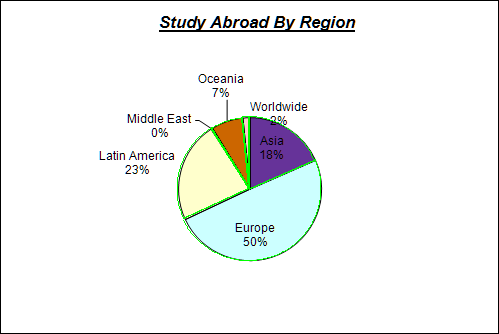 Study Abroad By Region
Oceania
7%
Worldwide
2%
Middle East
0%
Asia
18%
Latin America
23%
Europe
50%